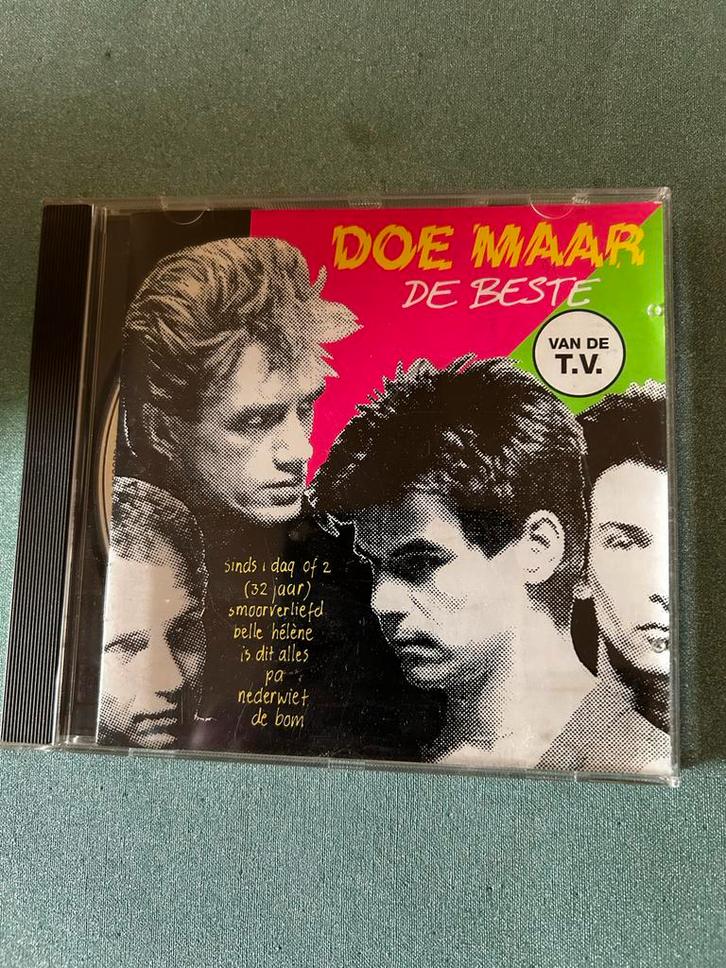 DOE MAAR
DE BESTE
VAN DE
T.V.
sinds 1 dag of 2
(32 jaar)
smoorverliefd
belle hélène
is dit alles
pa
nederwiet
de bom